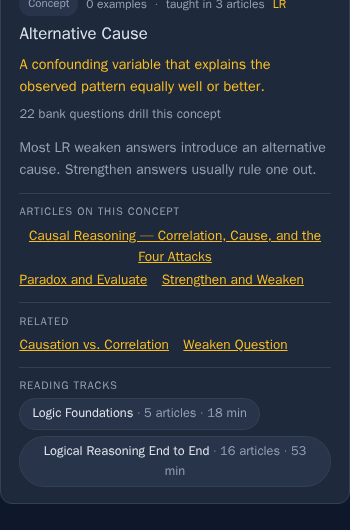 Concept 0 examples · taught in 3 articles LR
Alternative Cause
A confounding variable that explains the
observed pattern equally well or better.
22 bank questions drill this concept
Most LR weaken answers introduce an alternative
cause. Strengthen answers usually rule one out.
ARTICLES ON THIS CONCEPT
Causal Reasoning — Correlation, Cause, and the
Four Attacks
Paradox and Evaluate Strengthen and Weaken
RELATED
Causation vs. Correlation Weaken Question
READING TRACKS
Logic Foundations · 5 articles · 18 min
Logical Reasoning End to End · 16 articles · 53
min